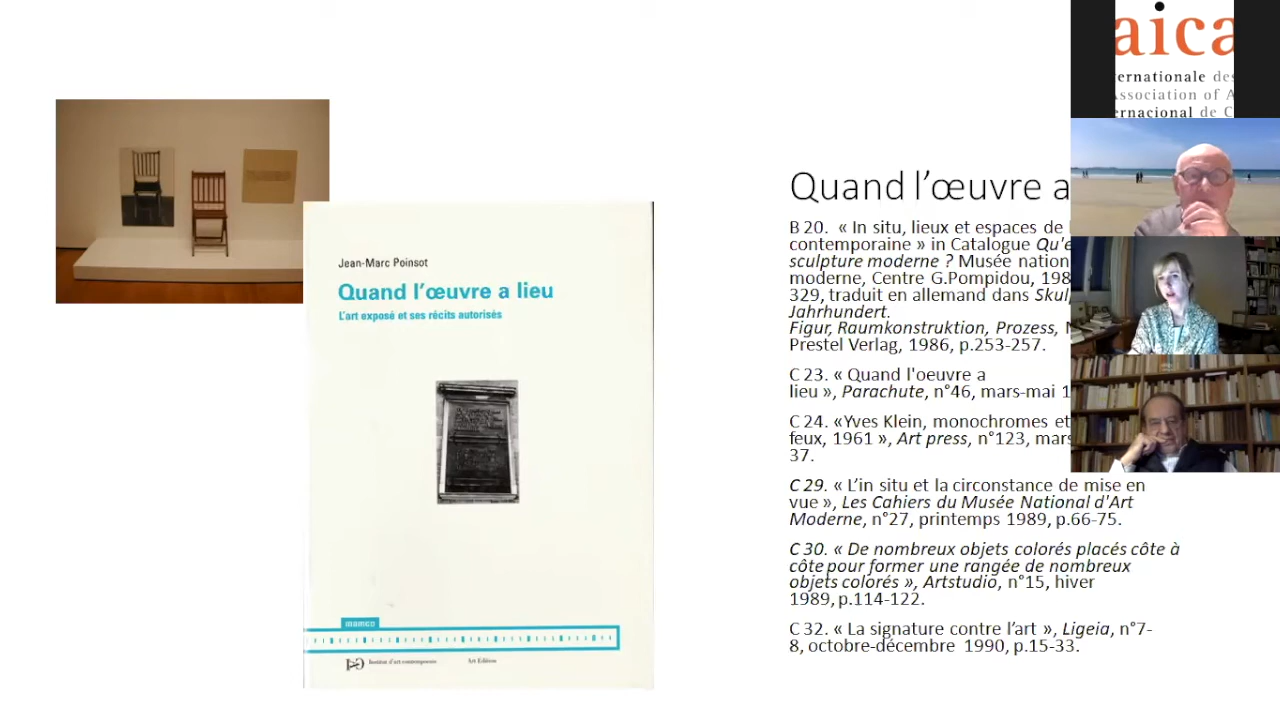 aica
ternationale des
Association of A
ernacional de C
Jean-Marc Poinsot
Quand l'œuvre a lieu
L'art exposé et ses récits autorisés
mamco
Institut d'art contemporain
Art Edition
Quand l'œuvre a
B 20. « In situ, lieux et espaces de
contemporaine » in Catalogue Qu'e
sculpture moderne ? Musée nation
moderne, Centre G.Pompidou, 198
329, traduit en allemand dans Skul
Jahrhundert.
Figur, Raumkonstruktion, Prozess,
Prestel Verlag, 1986, p.253-257.
C 23. « Quand l'oeuvre a
lieu », Parachute, n°46, mars-mai 1
C 24. «Yves Klein, monochromes et
feux, 1961 », Art press, n°123, mars
37.
C 29. « L’in situ et la circonstance de mise en
vue », Les Cahiers du Musée National d'Art
Moderne, n°27, printemps 1989, p.66-75.
C 30. « De nombreux objets colorés placés côte à
côte pour former une rangée de nombreux
objets colorés », Artstudio, n°15, hiver
1989, p.114-122.
C 32. « La signature contre l’art », Ligeia, n°7-
8, octobre-décembre 1990, p.15-33.